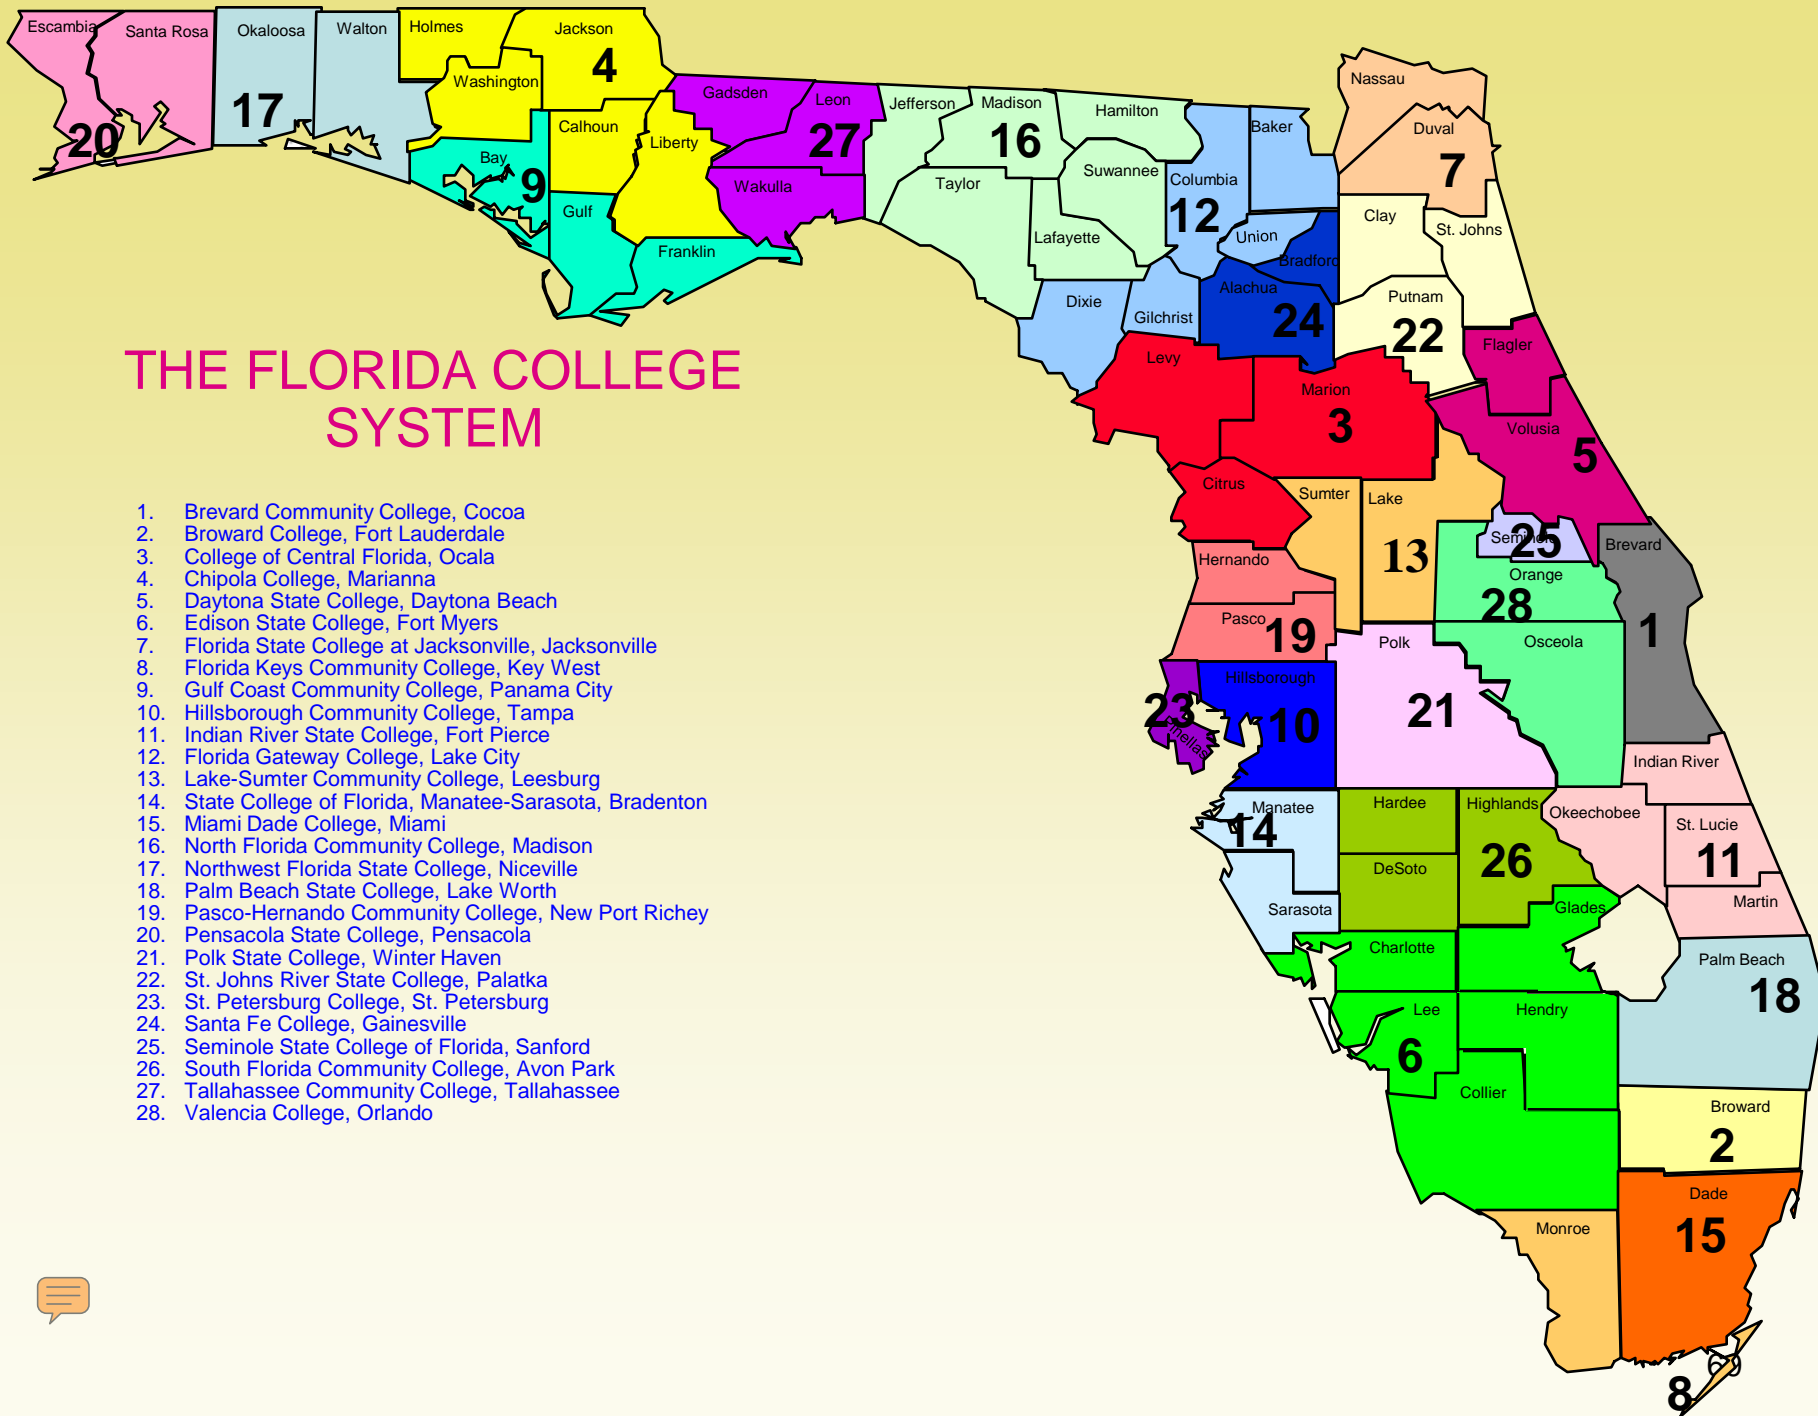 Escambia
Santa Rosa
Okaloosa
Walton
Holmes
Jackson
Washington
4
Gadsden
Leon
Jefferson
Madison
Hamilton
Nassau
Baker
Duval
17
20
Calhoun
Liberty
27
16
Bay
9
Gulf
Wakulla
Taylor
Suwannee
Columbia
12
7
Franklin
Lafayette
Union
Bradford
Clay
St. Johns
Dixie
Gilchrist
Alachua
24
Putnam
22
THE FLORIDA COLLEGE
SYSTEM
Levy
Marion
3
Flagler
Volusia
5
Citrus
Sumter
Lake
13
Seminole
25
Brevard
1
Hernando
Orange
28
Pasco
19
Polk
21
Osceola
Hillsborough
10
23
Pinellas
Indian River
Manatee
14
Hardee
Highlands
26
Okeechobee
St. Lucie
11
DeSoto
Sarasota
Glades
Martin
Charlotte
Palm Beach
18
Lee
6
Hendry
Collier
Broward
2
Dade
15
Monroe
8
1. Brevard Community College, Cocoa
2. Broward College, Fort Lauderdale
3. College of Central Florida, Ocala
4. Chipola College, Marianna
5. Daytona State College, Daytona Beach
6. Edison State College, Fort Myers
7. Florida State College at Jacksonville, Jacksonville
8. Florida Keys Community College, Key West
9. Gulf Coast Community College, Panama City
10. Hillsborough Community College, Tampa
11. Indian River State College, Fort Pierce
12. Florida Gateway College, Lake City
13. Lake-Sumter Community College, Leesburg
14. State College of Florida, Manatee-Sarasota, Bradenton
15. Miami Dade College, Miami
16. North Florida Community College, Madison
17. Northwest Florida State College, Niceville
18. Palm Beach State College, Lake Worth
19. Pasco-Hernando Community College, New Port Richey
20. Pensacola State College, Pensacola
21. Polk State College, Winter Haven
22. St. Johns River State College, Palatka
23. St. Petersburg College, St. Petersburg
24. Santa Fe College, Gainesville
25. Seminole State College of Florida, Sanford
26. South Florida Community College, Avon Park
27. Tallahassee Community College, Tallahassee
28. Valencia College, Orlando